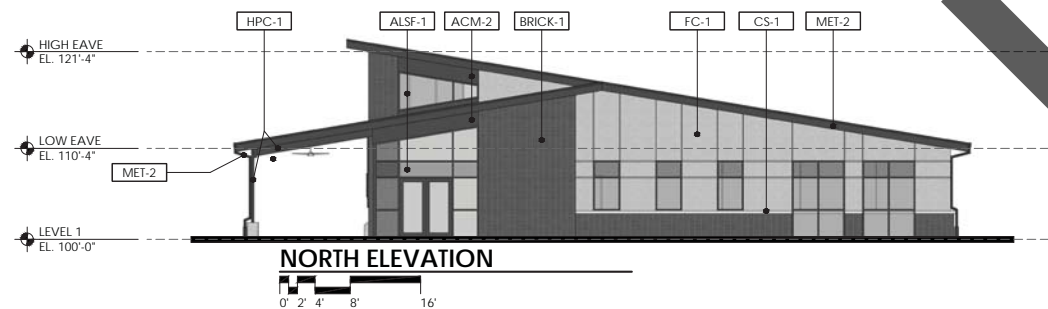 HPC-1 ALSF-1 ACM-2 BRICK-1 FC-1 CS-1 MET-2
HIGH EAVE
EL. 121'-4"
LOW EAVE
EL. 110'-4"
MET-2
LEVEL 1
EL. 100'-0"
NORTH ELEVATION
0' 2' 4' 8' 16'